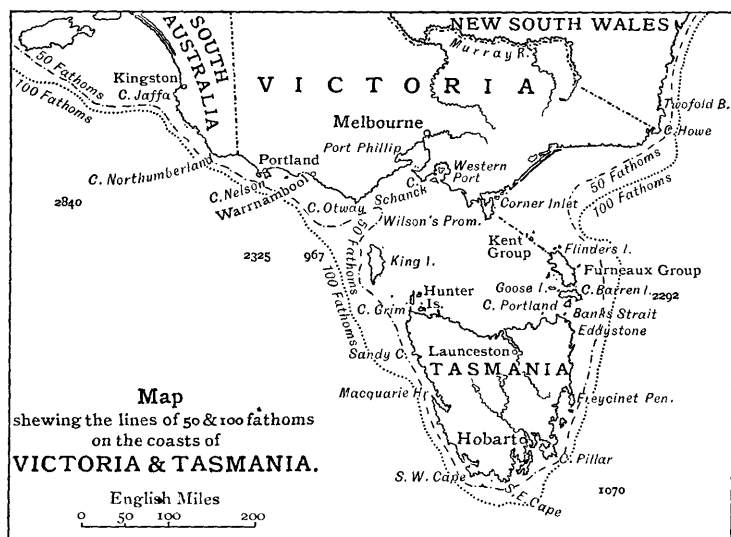 NEW SOUTH WALES
Murray R.
SOUTH
AUSTRALIA
50 Fathoms
100 Fathoms
Kingston
C. Jaffa
VICTORIA
Twofold B.
C. Howe
Melbourne
Port Phillip
Western
Port
C. Northumberland
Portland
C. Nelson
Warrnambool
C. Otway
C.
Schanck
Wilson's Prom.
Corner Inlet
50 Fathoms
100 Fathoms
2840
2325
967
50 Fathoms
100 Fathoms
King I.
Kent
Group
Flinders I.
Furneaux Group
Goose I.
C. Barren I.
2292
C. Portland
Banks Strait
Eddystone
Hunter
Is.
C. Grim
Sandy C.
Launceston
TASMANIA
Macquarie Hr.
Freycinet Pen.
Hobart
C. Pillar
S. W. Cape
S. E. Cape
1070
Map
shewing the lines of 50 & 100 fathoms
on the coasts of
VICTORIA & TASMANIA.
English Miles
0 50 100 200